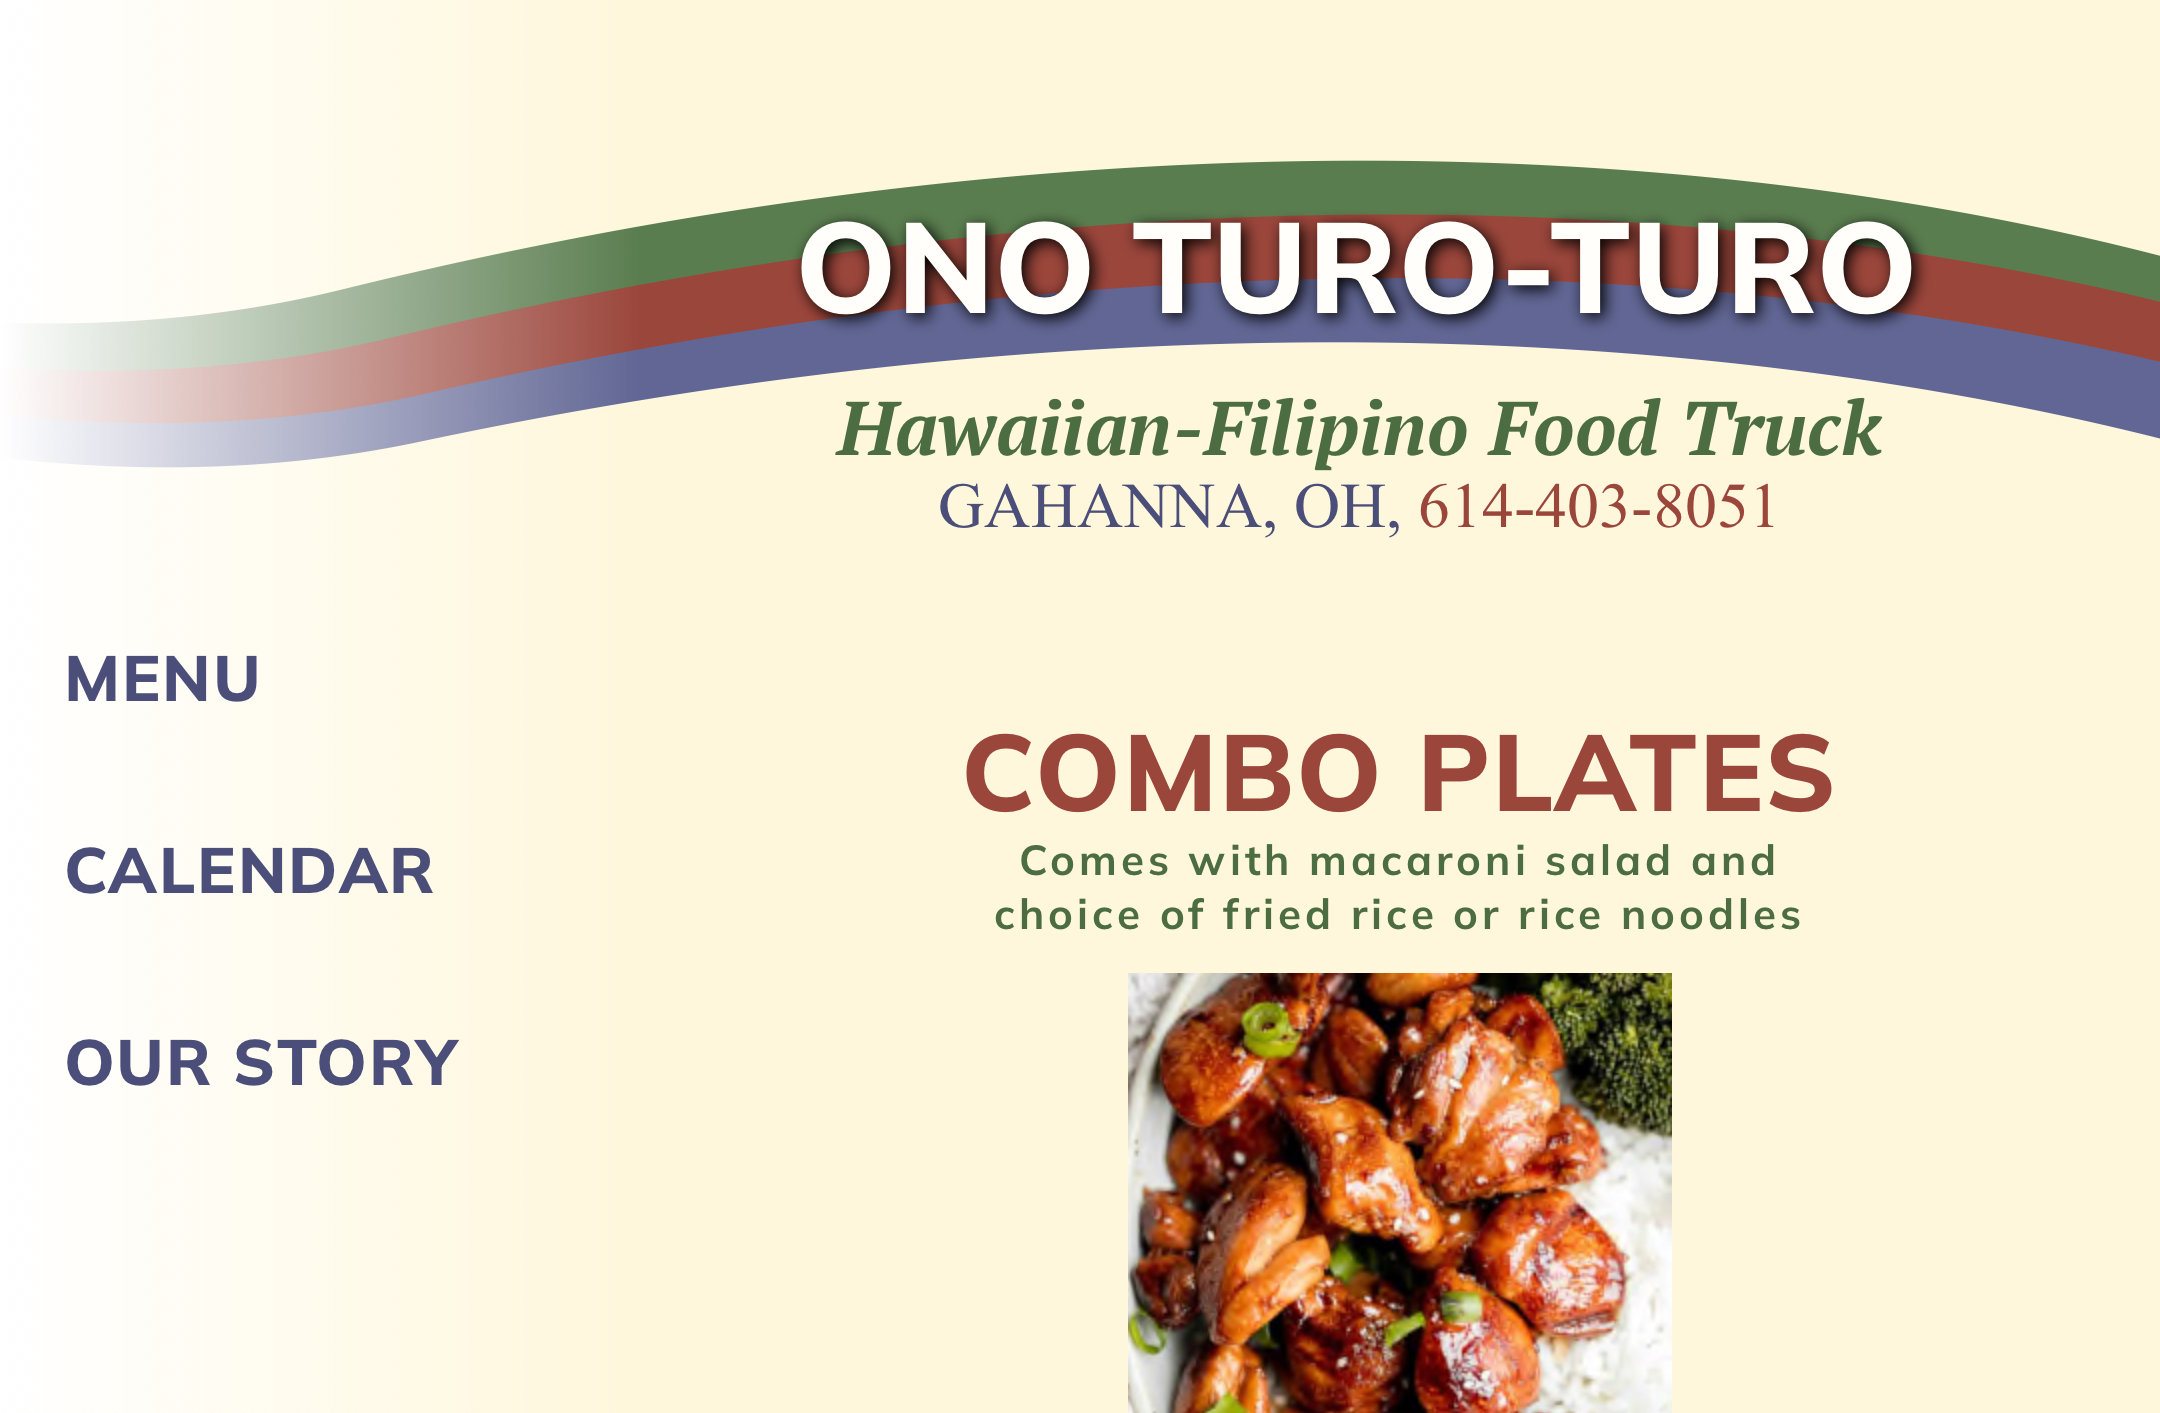 ONO TURO-TURO
Hawaiian-Filipino Food Truck
GAHANNA, OH, 614-403-8051
MENU
CALENDAR
OUR STORY
COMBO PLATES
Comes with macaroni salad and
choice of fried rice or rice noodles